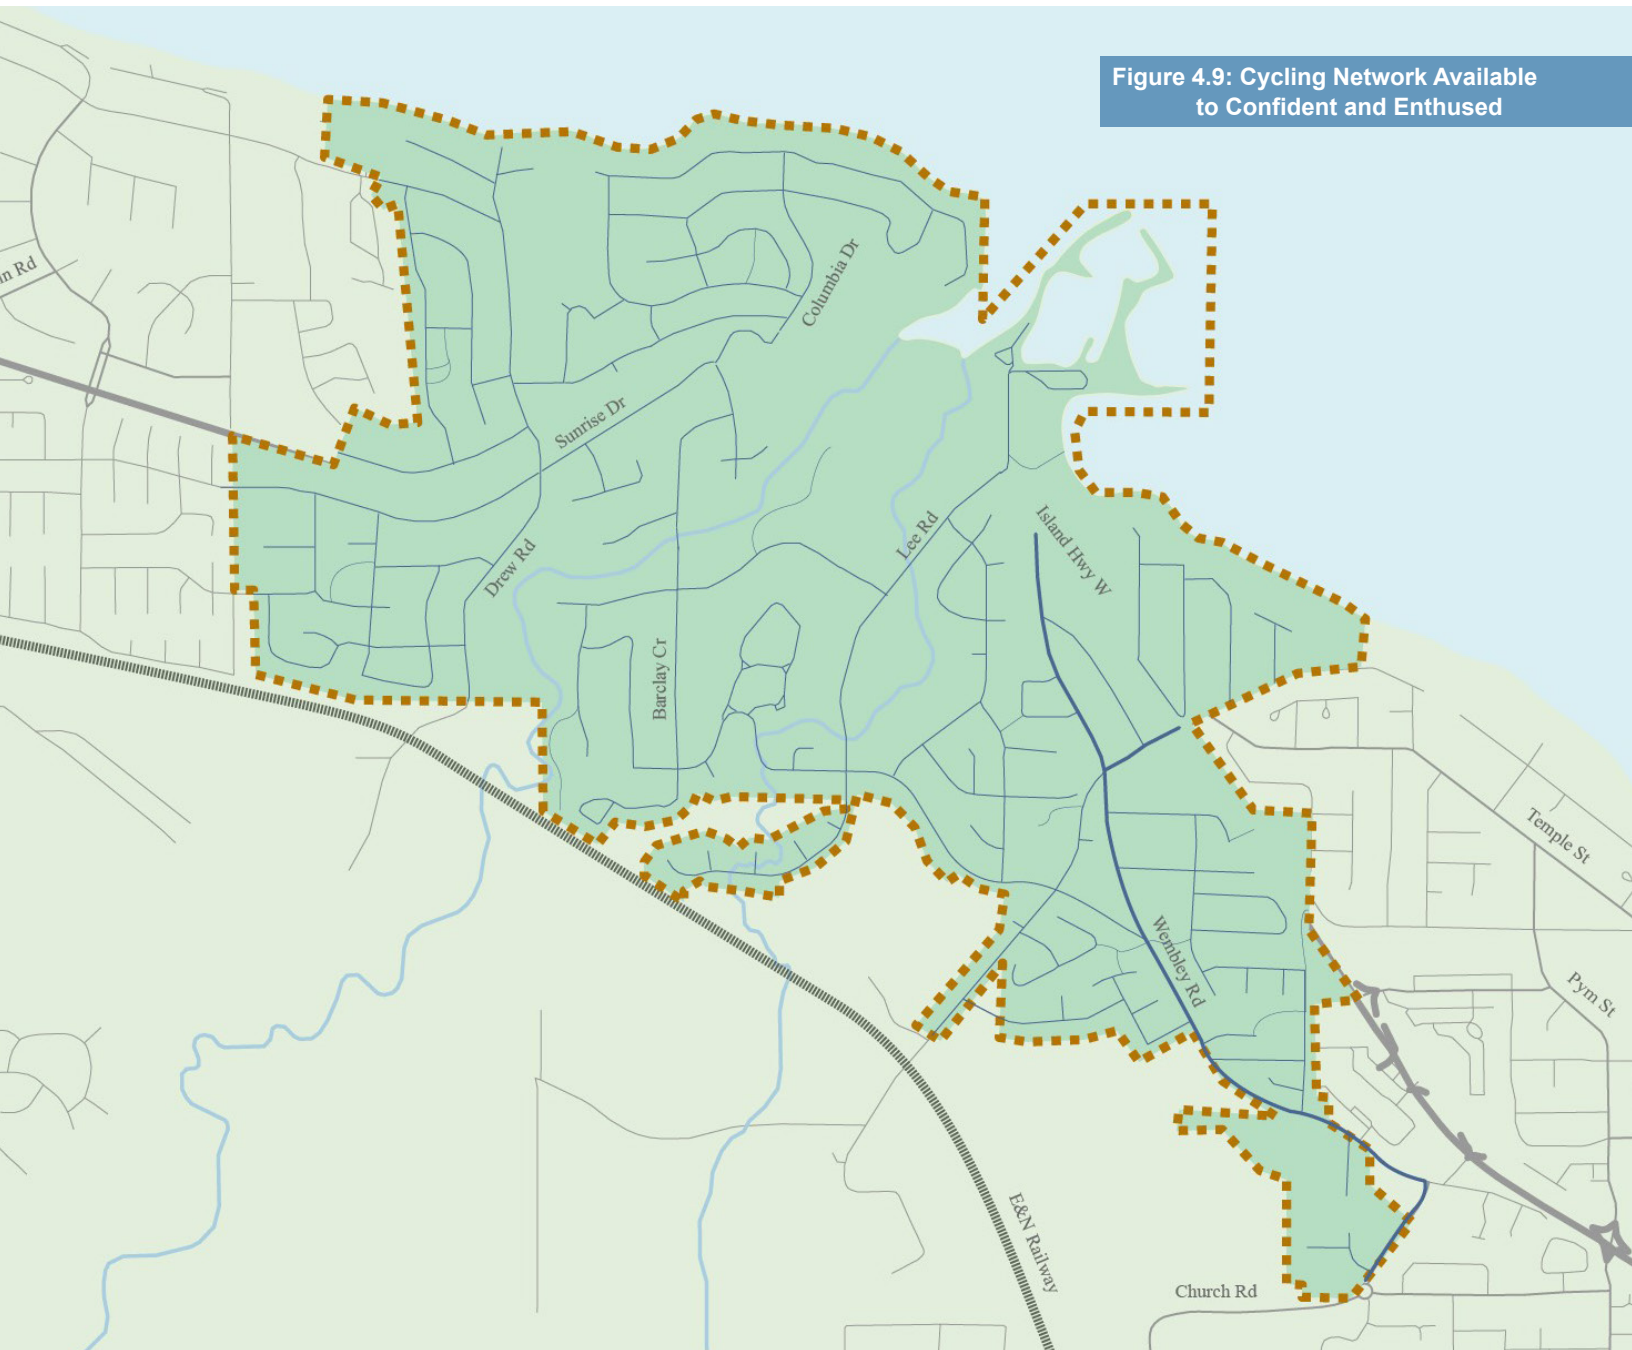 Figure 4.9: Cycling Network Available
to Confident and Enthused
Columbia Dr
n Rd
Sunrise Dr
Lee Rd
Island Hwy W
Drew Rd
Barclay Cr
Temple St
Wembley Rd
Pym St
E&N Railway
Church Rd